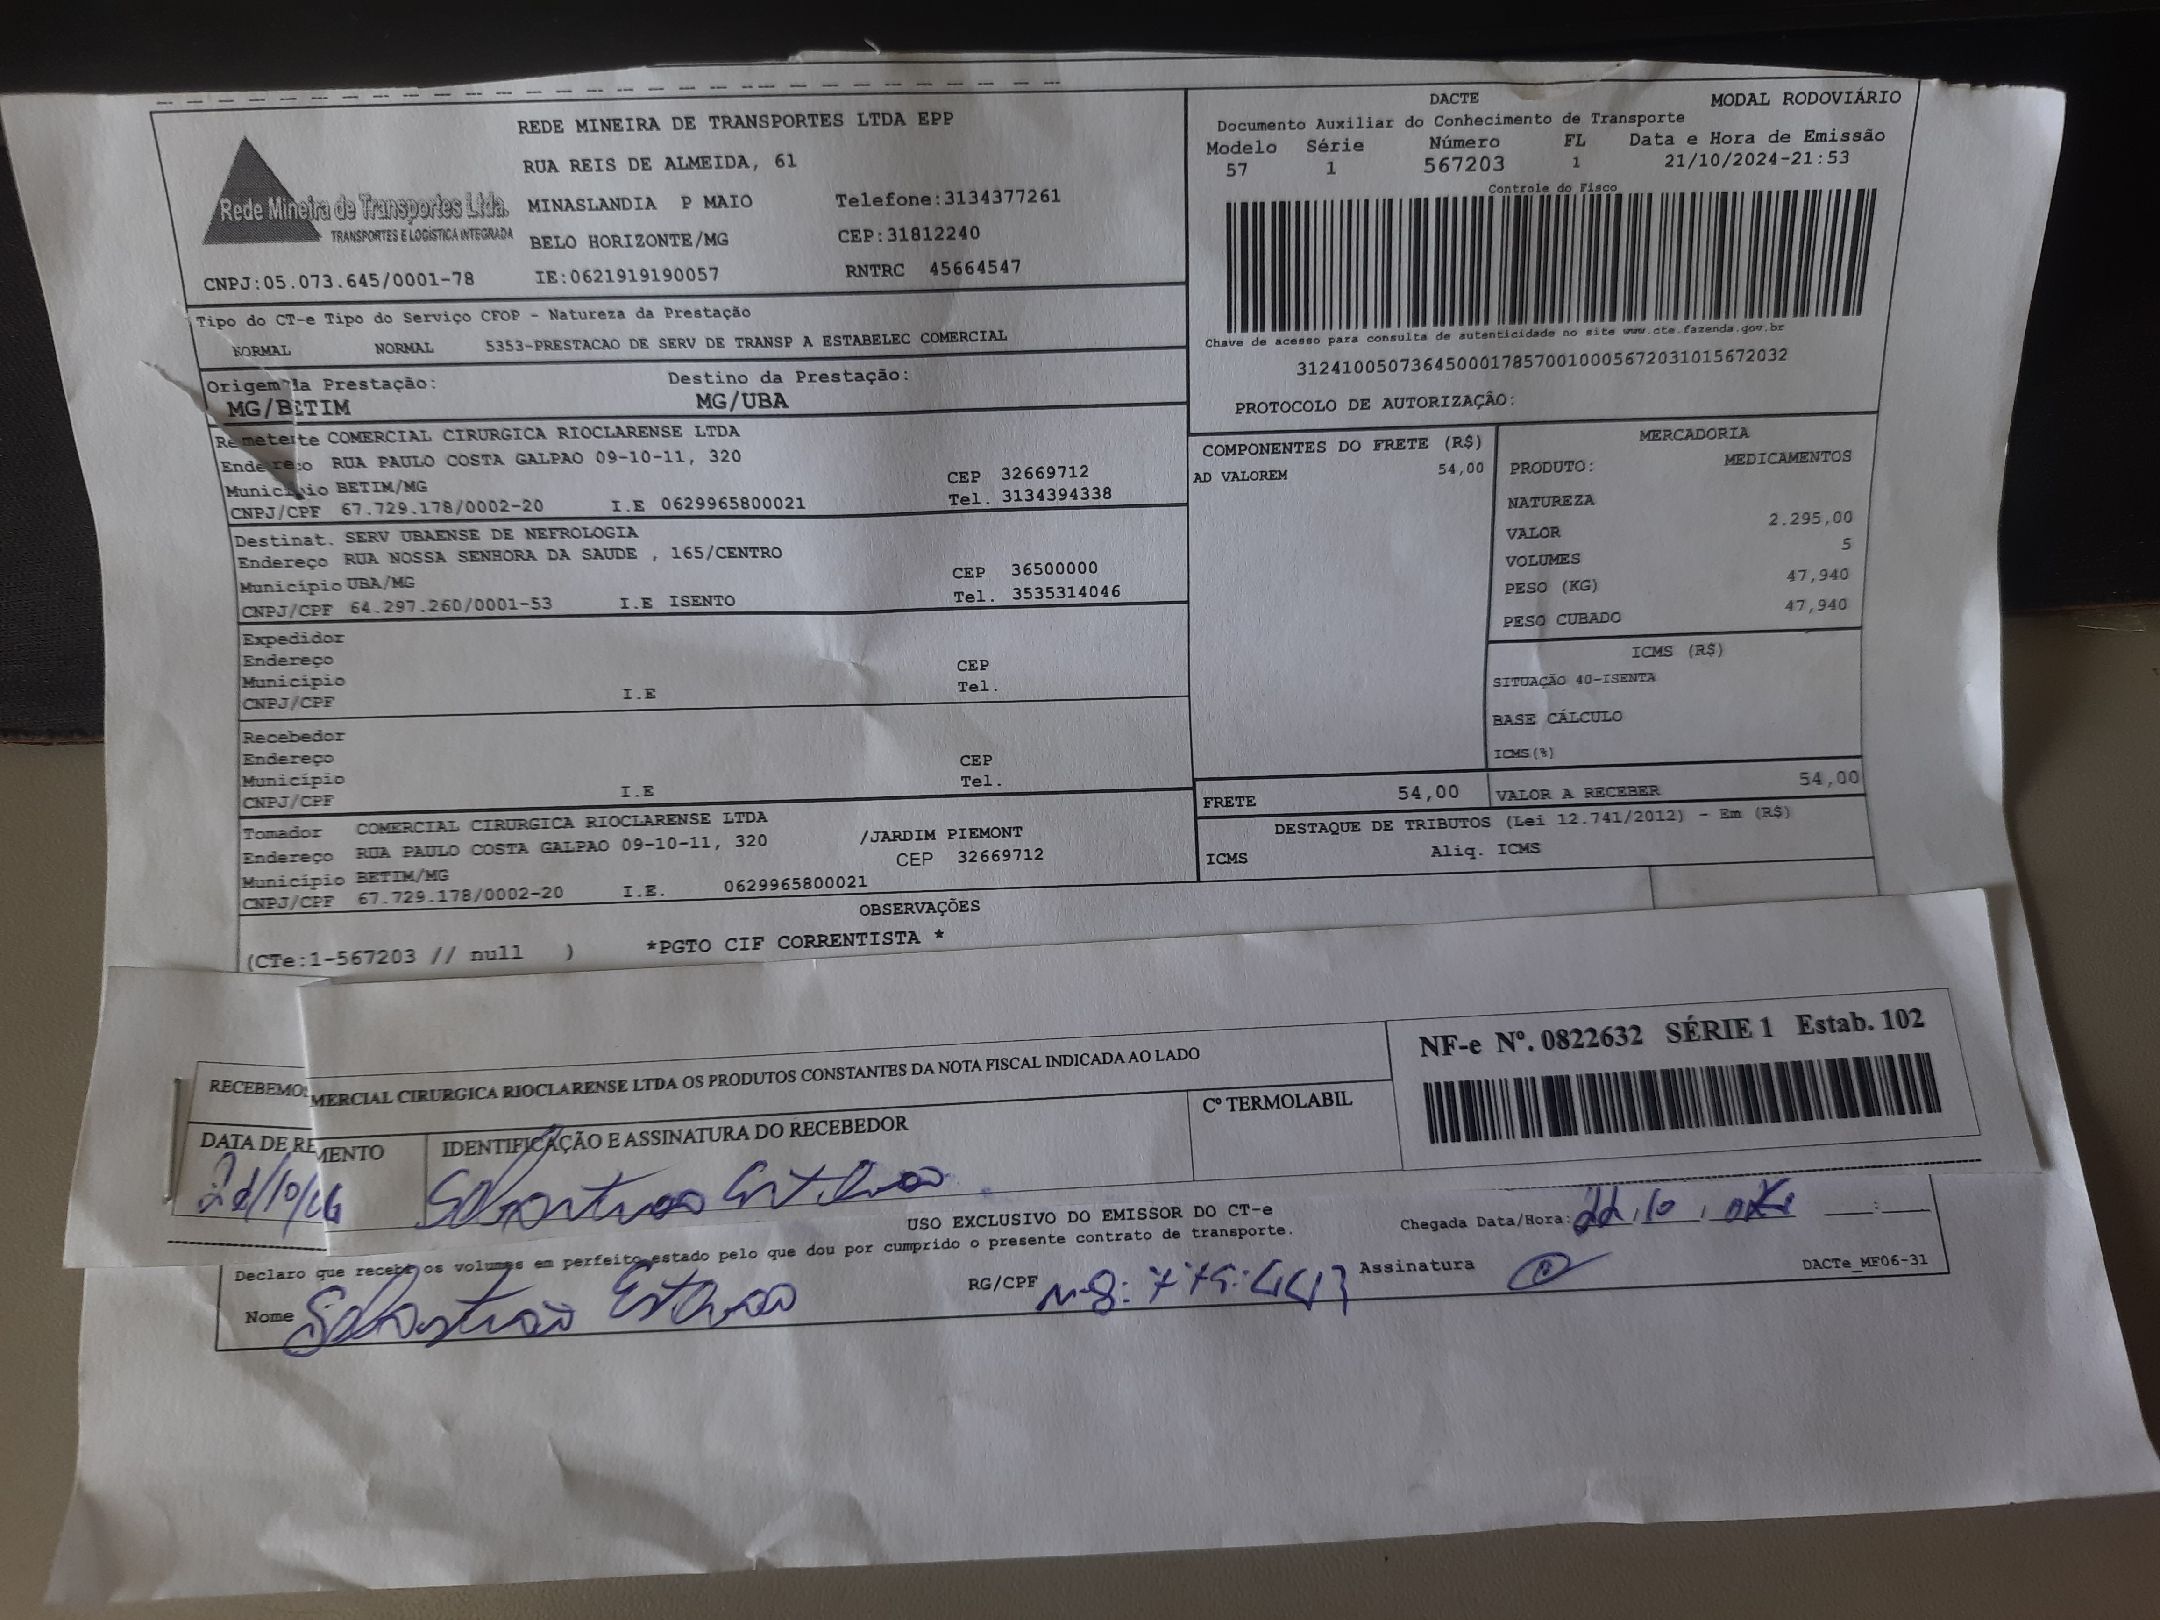 REDE MINEIRA DE TRANSPORTES LTDA EPP
RUA REIS DE ALMEIDA, 61
Rede Mineira de Transportes Ltda.
TRANSPORTES E LOGÍSTICA INTEGRADA
MINASLANDIA P MAIO Telefone:3134377261
BELO HORIZONTE/MG CEP:31812240
CNPJ:05.073.645/0001-78 IE:0621919190057 RNTRC 45664547
DACTE MODAL RODOVIÁRIO
Documento Auxiliar do Conhecimento de Transporte
Modelo Série Número FL Data e Hora de Emissão
57 1 567203 1 21/10/2024-21:53
Controle do Fisco
Chave de acesso para consulta de autenticidade no site www.cte.fazenda.gov.br
31241005073645000178570010005672031015672032
PROTOCOLO DE AUTORIZAÇÃO:
Tipo do CT-e Tipo do Serviço CFOP - Natureza da Prestação
NORMAL NORMAL 5353-PRESTACAO DE SERV DE TRANSP A ESTABELEC COMERCIAL
Origem da Prestação: Destino da Prestação:
MG/BETIM MG/UBA
Remetente COMERCIAL CIRURGICA RIOCLARENSE LTDA
Endereço RUA PAULO COSTA GALPAO 09-10-11, 320
Município BETIM/MG CEP 32669712
CNPJ/CPF 67.729.178/0002-20 I.E 0629965800021 Tel. 3134394338
Destinat. SERV UBAENSE DE NEFROLOGIA
Endereço RUA NOSSA SENHORA DA SAUDE , 165/CENTRO
Município UBA/MG CEP 36500000
CNPJ/CPF 64.297.260/0001-53 I.E ISENTO Tel. 3535314046
Expedidor
Endereço
Município CEP
CNPJ/CPF I.E Tel.
Recebedor
Endereço
Município CEP
CNPJ/CPF I.E Tel.
Tomador COMERCIAL CIRURGICA RIOCLARENSE LTDA
Endereço RUA PAULO COSTA GALPAO 09-10-11, 320 /JARDIM PIEMONT
Município BETIM/MG CEP 32669712
CNPJ/CPF 67.729.178/0002-20 I.E. 0629965800021
COMPONENTES DO FRETE (R$)
AD VALOREM 54,00
MERCADORIA
PRODUTO: MEDICAMENTOS
NATUREZA
VALOR 2.295,00
VOLUMES 5
PESO (KG) 47,940
PESO CUBADO 47,940
ICMS (R$)
SITUAÇÃO 40-ISENTA
BASE CÁLCULO
ICMS(%)
FRETE 54,00 VALOR A RECEBER 54,00
DESTAQUE DE TRIBUTOS (Lei 12.741/2012) - Em (R$)
ICMS Aliq. ICMS
OBSERVAÇÕES
(CTe:1-567203 // null ) *PGTO CIF CORRENTISTA *
RECEBEMOS MERCIAL CIRURGICA RIOCLARENSE LTDA OS PRODUTOS CONSTANTES DA NOTA FISCAL INDICADA AO LADO
DATA DE RE MENTO IDENTIFICAÇÃO E ASSINATURA DO RECEBEDOR Cº TERMOLABIL
NF-e Nº. 0822632 SÉRIE 1 Estab. 102
USO EXCLUSIVO DO EMISSOR DO CT-e
Chegada Data/Hora: 22,10, : 
Declaro que recebi os volumes em perfeito estado pelo que dou por cumprido o presente contrato de transporte.
Nome Sebastião Estevao RG/CPF Assinatura
DACTe_MF06-31